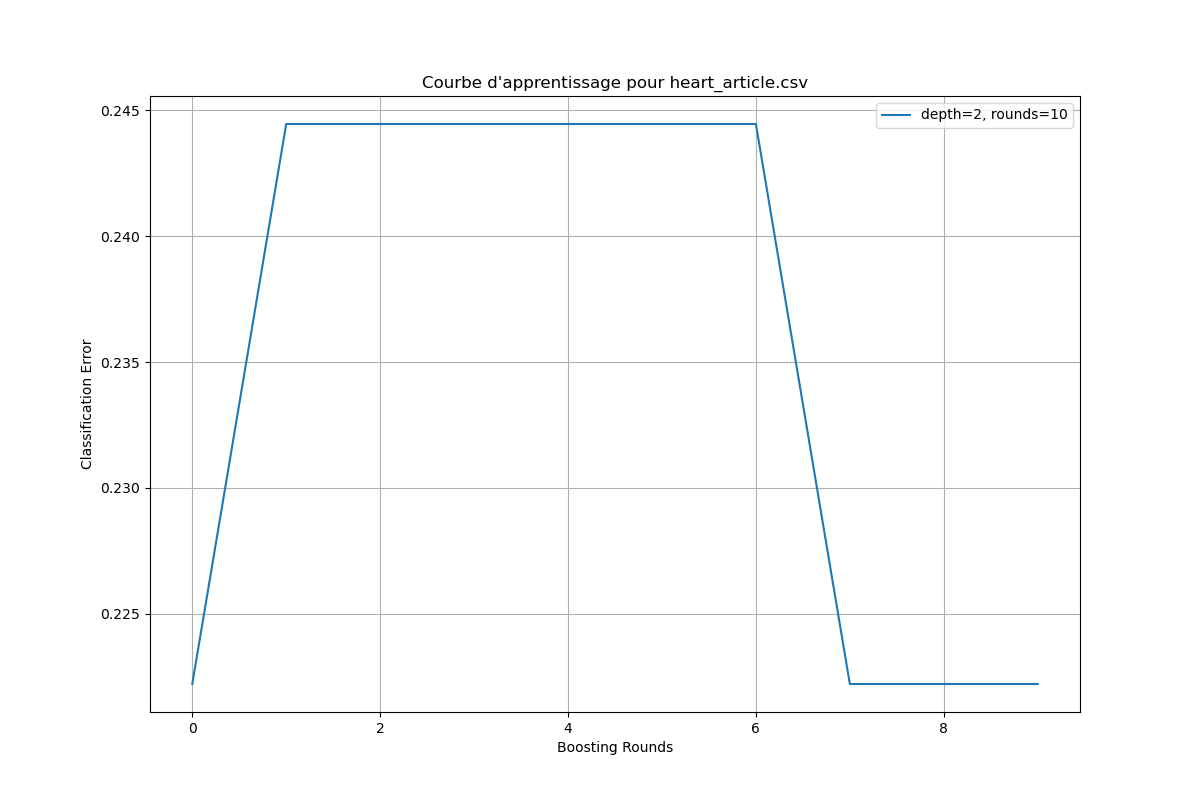 Courbe d'apprentissage pour heart_article.csv
depth=2, rounds=10
0.245
0.240
0.235
0.230
0.225
Classification Error
0 2 4 6 8
Boosting Rounds